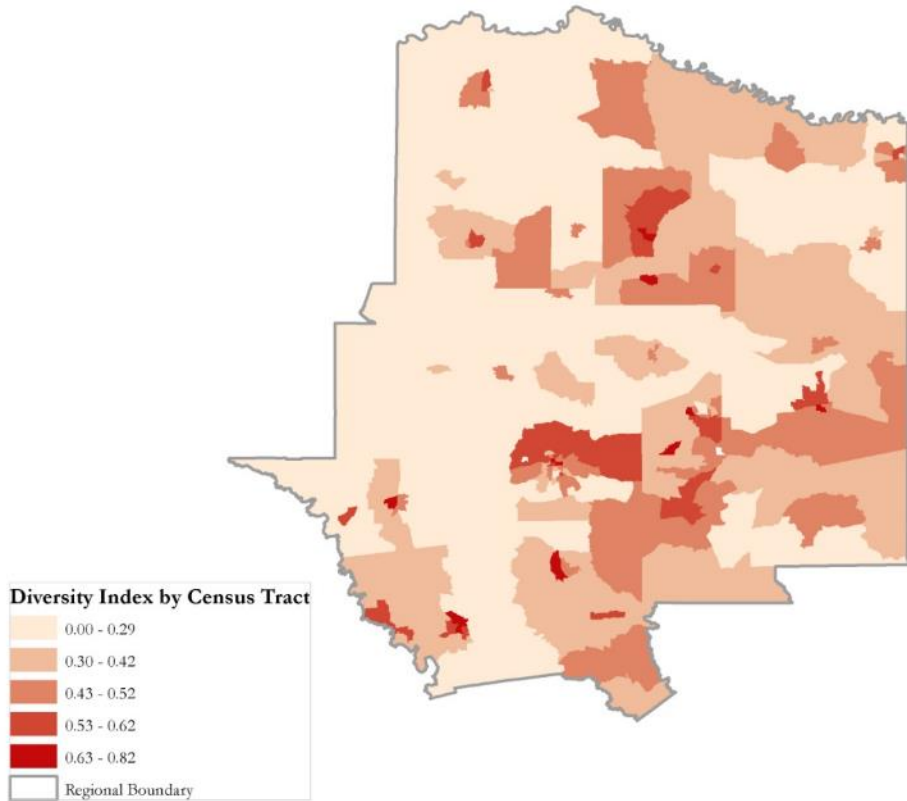 Diversity Index by Census Tract
0.00 - 0.29
0.30 - 0.42
0.43 - 0.52
0.53 - 0.62
0.63 - 0.82
Regional Boundary